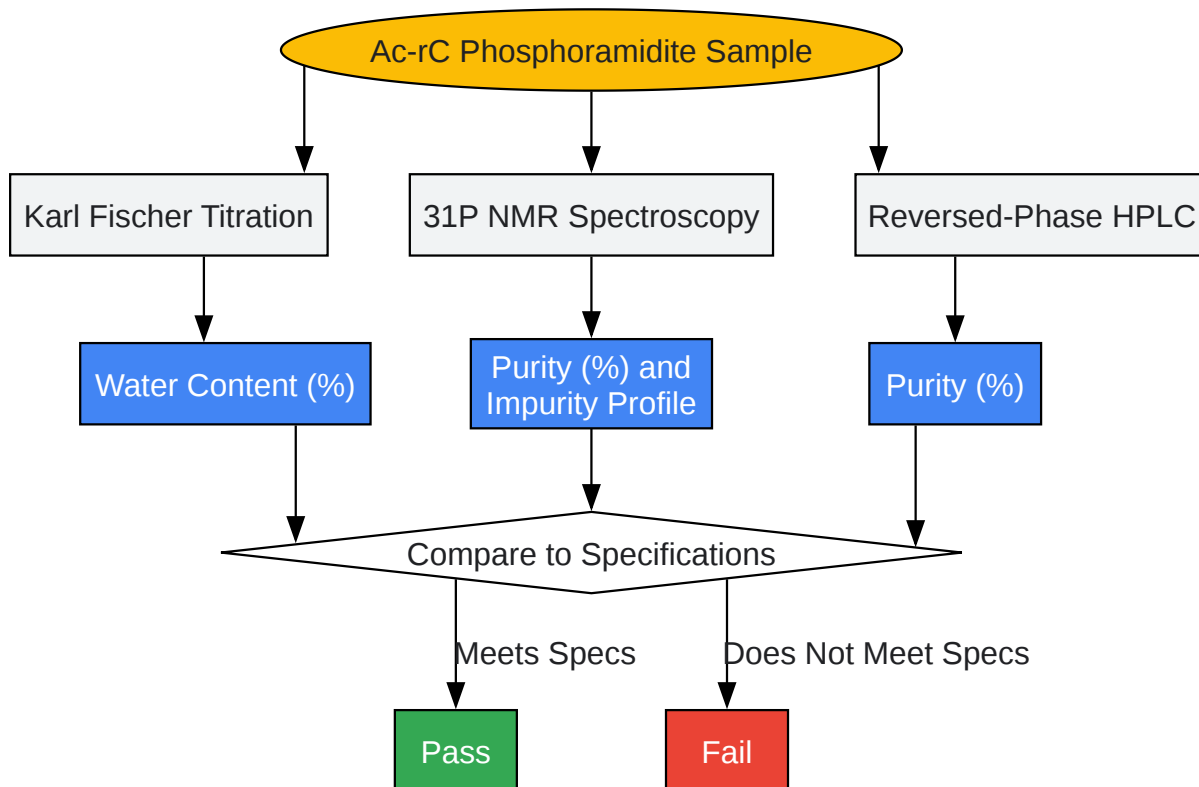 Ac-rC Phosphoramidite Sample
Karl Fischer Titration
31P NMR Spectroscopy
Reversed-Phase HPLC
Water Content (%)
Purity (%) and
Impurity Profile
Purity (%)
Compare to Specifications
Meets Specs
Does Not Meet Specs
Pass
Fail